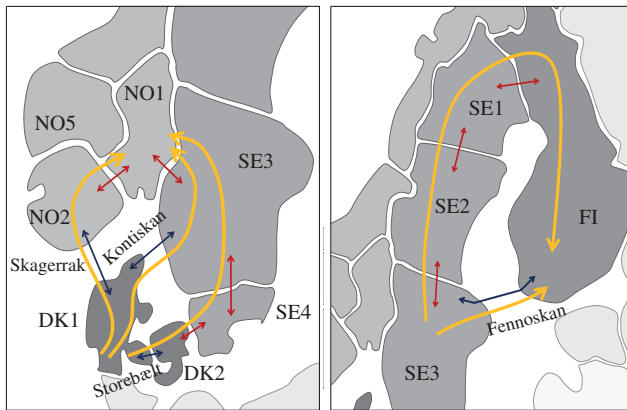 NO1
NO5
SE3
NO2
Skagerrak
Kontiskan
DK1
SE4
Storebælt
DK2
SE1
SE2
FI
Fennoskan
SE3